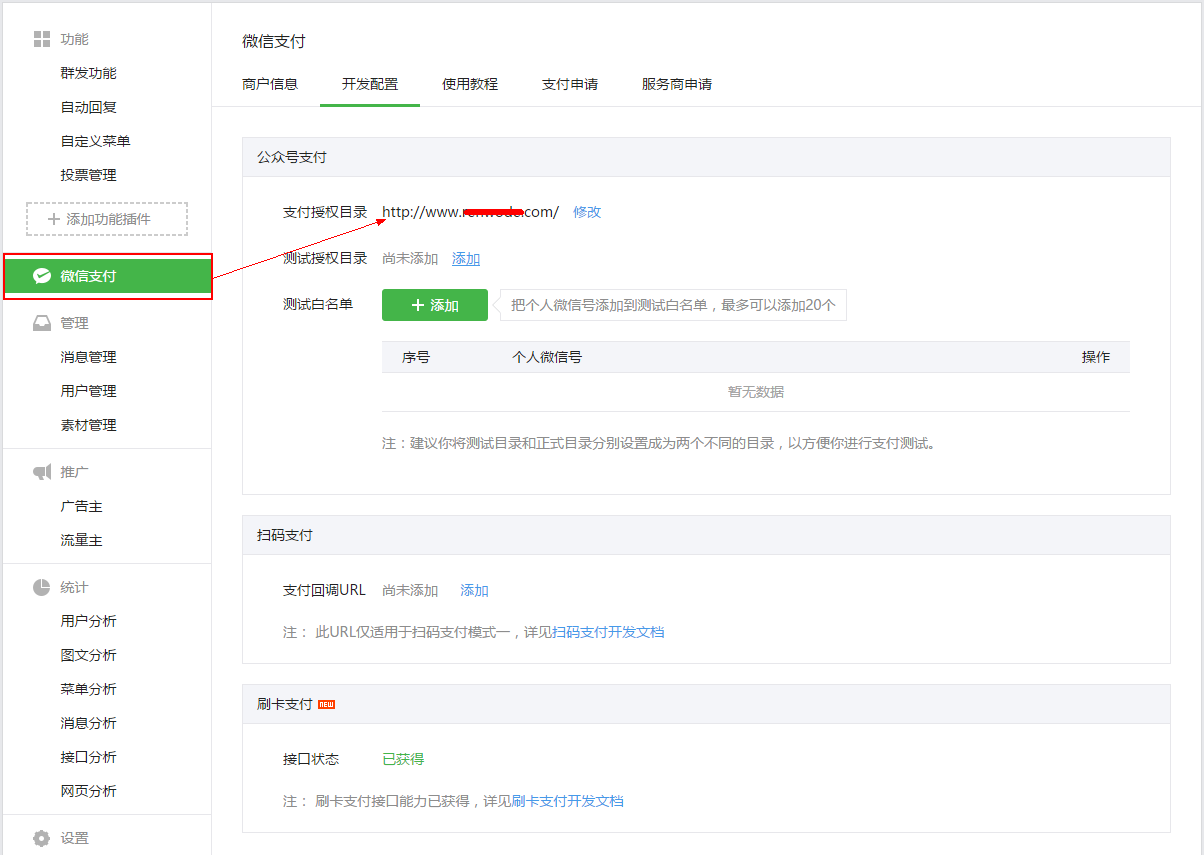 功能
群发功能
自动回复
自定义菜单
投票管理
添加功能插件
微信支付
管理
消息管理
用户管理
素材管理
推广
广告主
流量主
统计
用户分析
图文分析
菜单分析
消息分析
接口分析
网页分析
设置
微信支付
商户信息 开发配置 使用教程 支付申请 服务商申请
公众号支付
支付授权目录 http://www. .com/ 修改
测试授权目录 尚未添加 添加
测试白名单 + 添加 把个人微信号添加到测试白名单，最多可以添加20个
序号 个人微信号 操作
暂无数据
注：建议你将测试目录和正式目录分别设置成为两个不同的目录，以方便你进行支付测试。
扫码支付
支付回调URL 尚未添加 添加
注： 此URL仅适用于扫码支付模式一，详见扫码支付开发文档
刷卡支付 NEW
接口状态 已获得
注： 刷卡支付接口能力已获得，详见刷卡支付开发文档